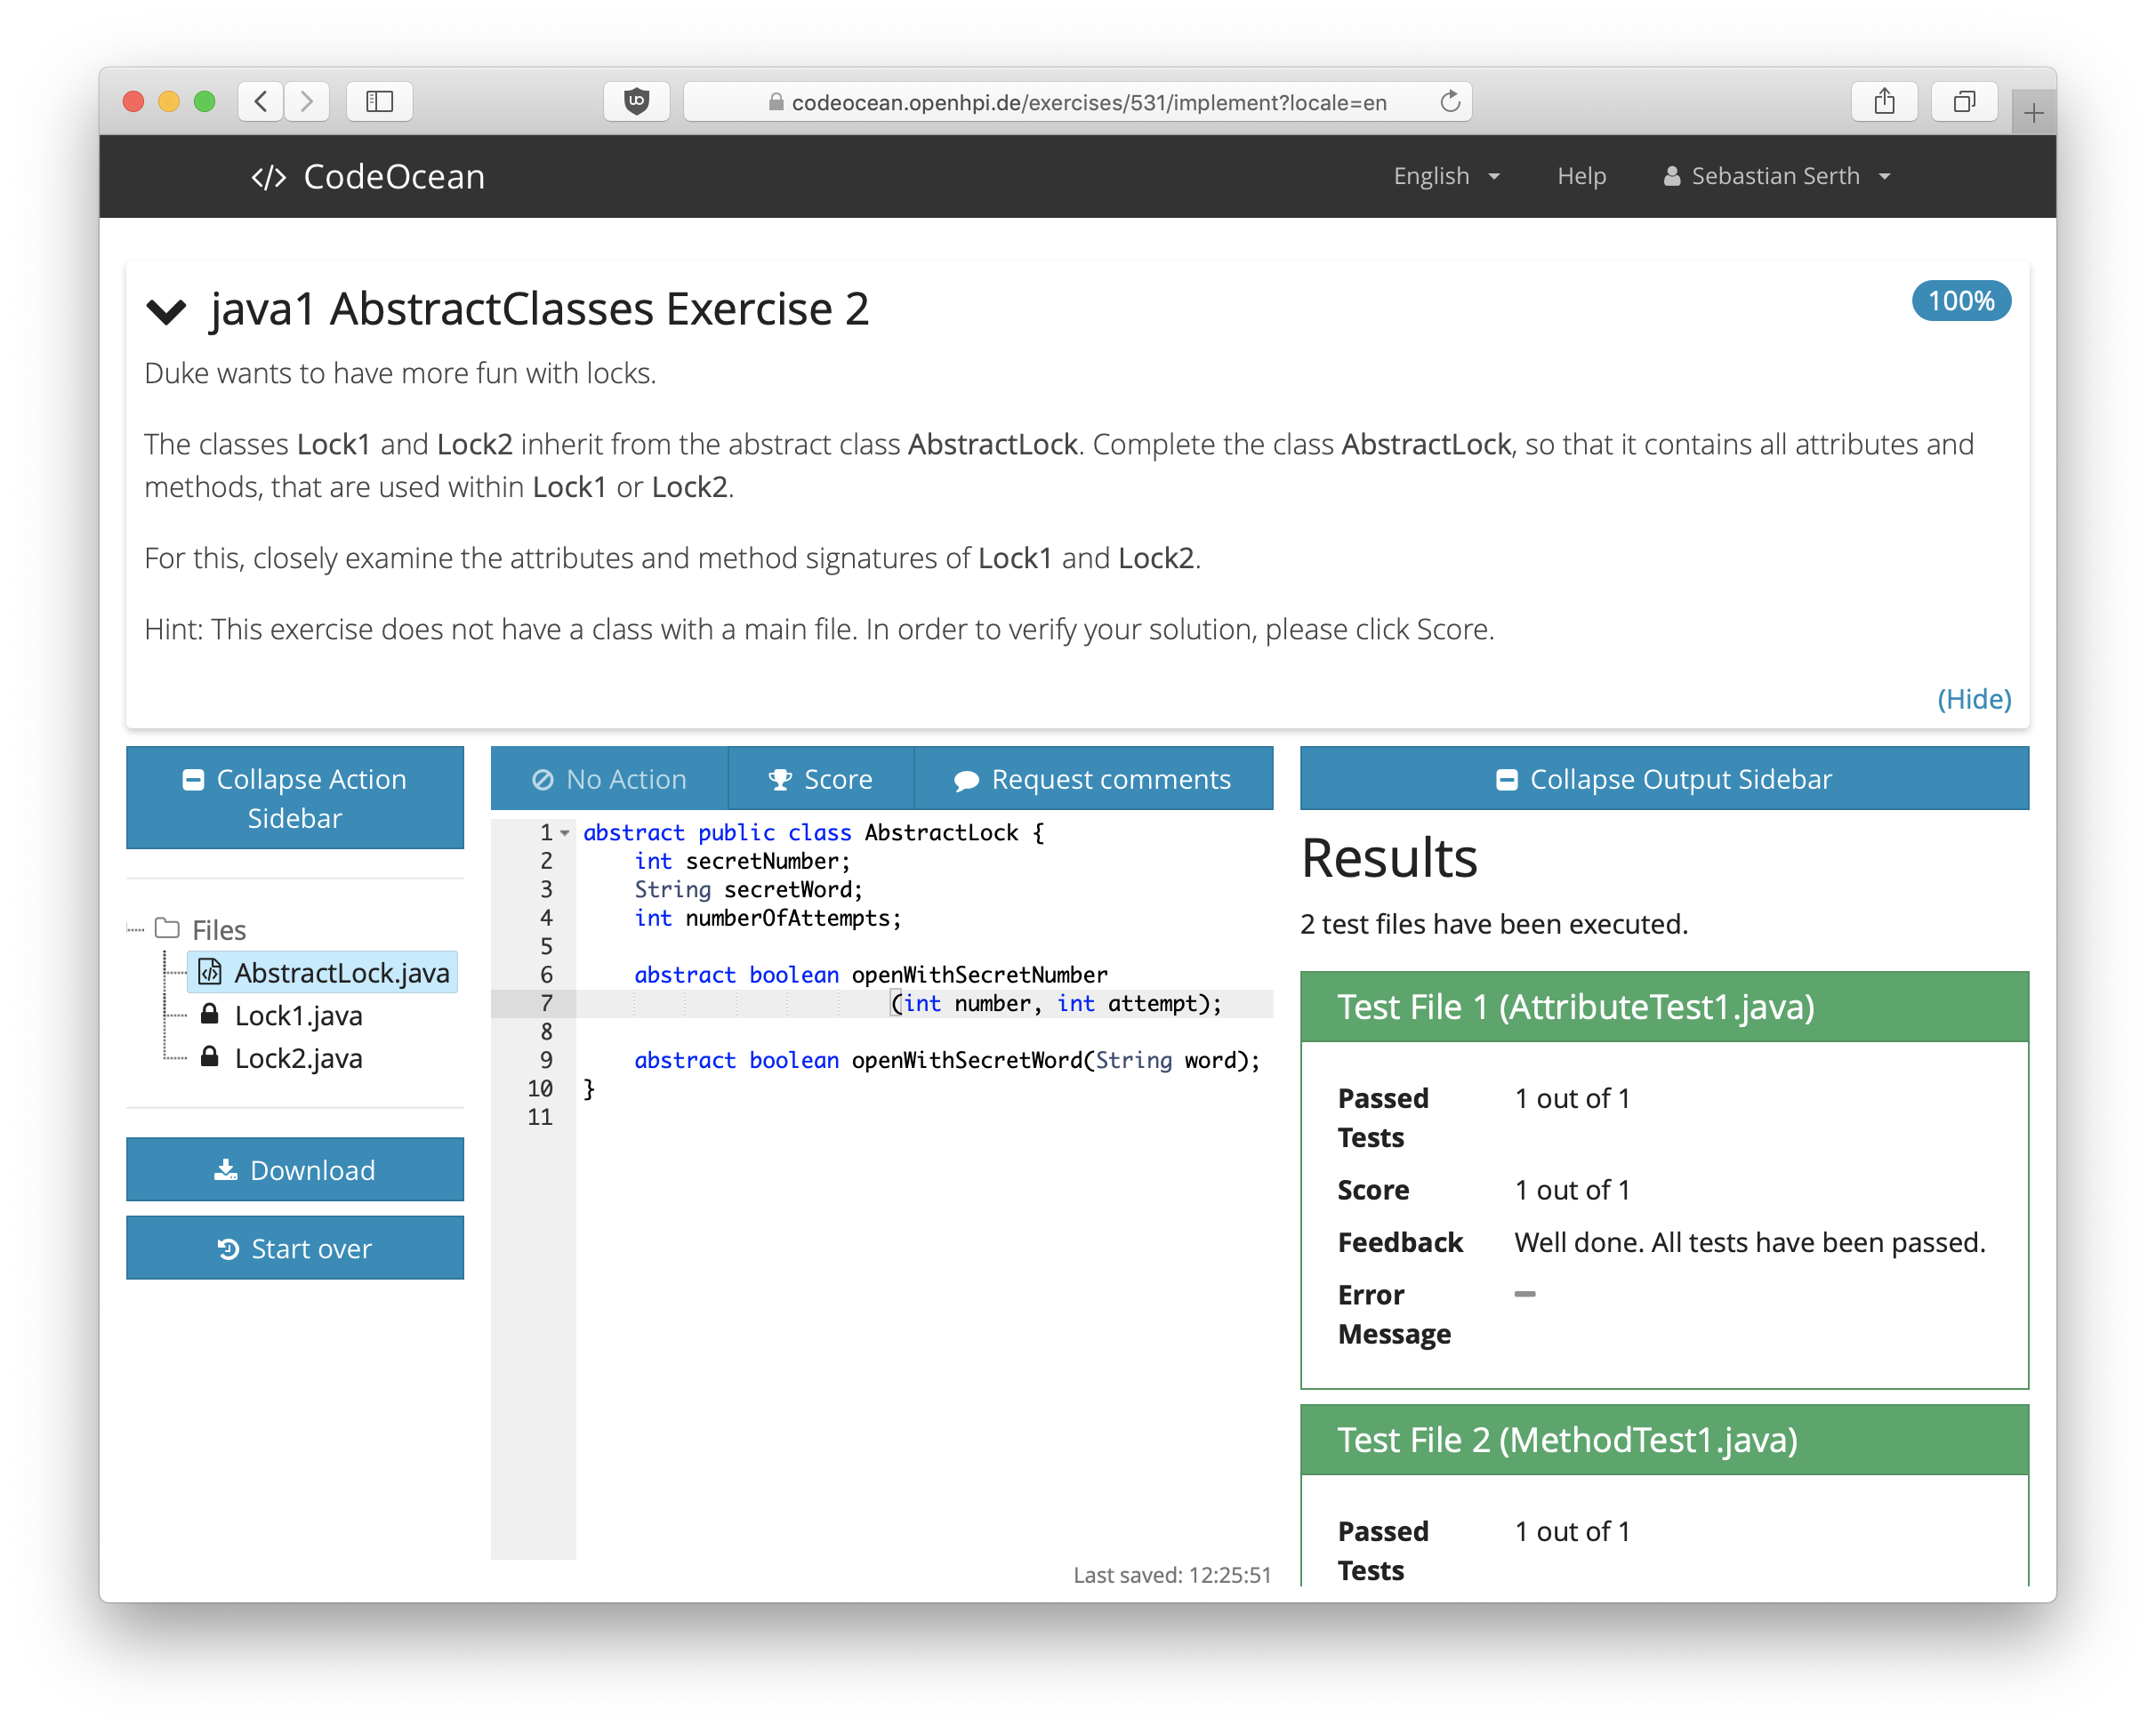 codeocean.openhpi.de/exercises/531/implement?locale=en
</> CodeOcean
English
Help
Sebastian Serth
java1 AbstractClasses Exercise 2
100%
Duke wants to have more fun with locks.
The classes Lock1 and Lock2 inherit from the abstract class AbstractLock. Complete the class AbstractLock, so that it contains all attributes and
methods, that are used within Lock1 or Lock2.
For this, closely examine the attributes and method signatures of Lock1 and Lock2.
Hint: This exercise does not have a class with a main file. In order to verify your solution, please click Score.
(Hide)
Collapse Action
Sidebar
Files
AbstractLock.java
Lock1.java
Lock2.java
Download
Start over
No Action
Score
Request comments
1 abstract public class AbstractLock {
2 int secretNumber;
3 String secretWord;
4 int numberOfAttempts;
5
6 abstract boolean openWithSecretNumber
7 (int number, int attempt);
8
9 abstract boolean openWithSecretWord(String word);
10 }
11
Last saved: 12:25:51
Collapse Output Sidebar
Results
2 test files have been executed.
Test File 1 (AttributeTest1.java)
Passed 1 out of 1
Tests
Score 1 out of 1
Feedback Well done. All tests have been passed.
Error
Message
Test File 2 (MethodTest1.java)
Passed 1 out of 1
Tests